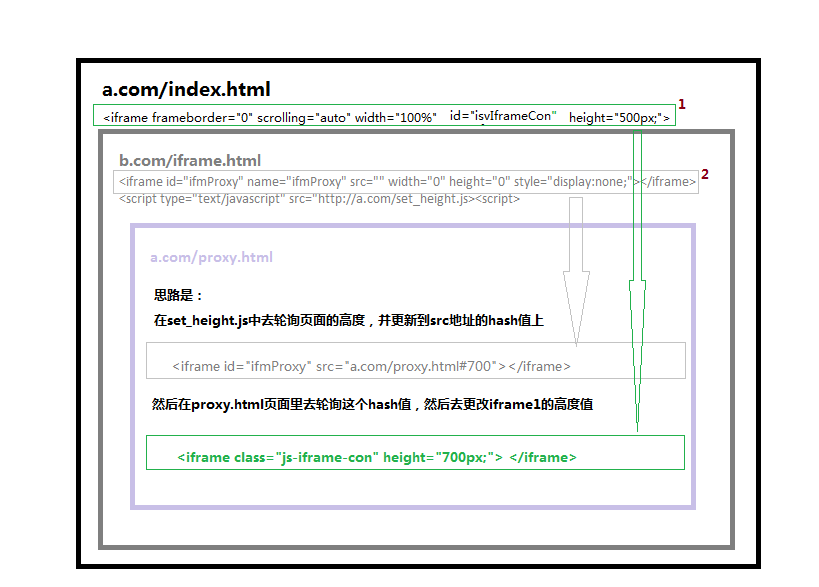 a.com/index.html
<iframe frameborder="0" scrolling="auto" width="100%" id="isvIframeCon" height="500px;">
1
b.com/iframe.html
<iframe id="ifmProxy" name="ifmProxy" src="" width="0" height="0" style="display:none;"></iframe>
2
<script type="text/javascript" src="http://a.com/set_height.js><script>
a.com/proxy.html
思路是：
在set_height.js中去轮询页面的高度，并更新到src地址的hash值上
<iframe id="ifmProxy" src="a.com/proxy.html#700"></iframe>
然后在proxy.html页面里去轮询这个hash值，然后去更改iframe1的高度值
<iframe class="js-iframe-con" height="700px;"> </iframe>